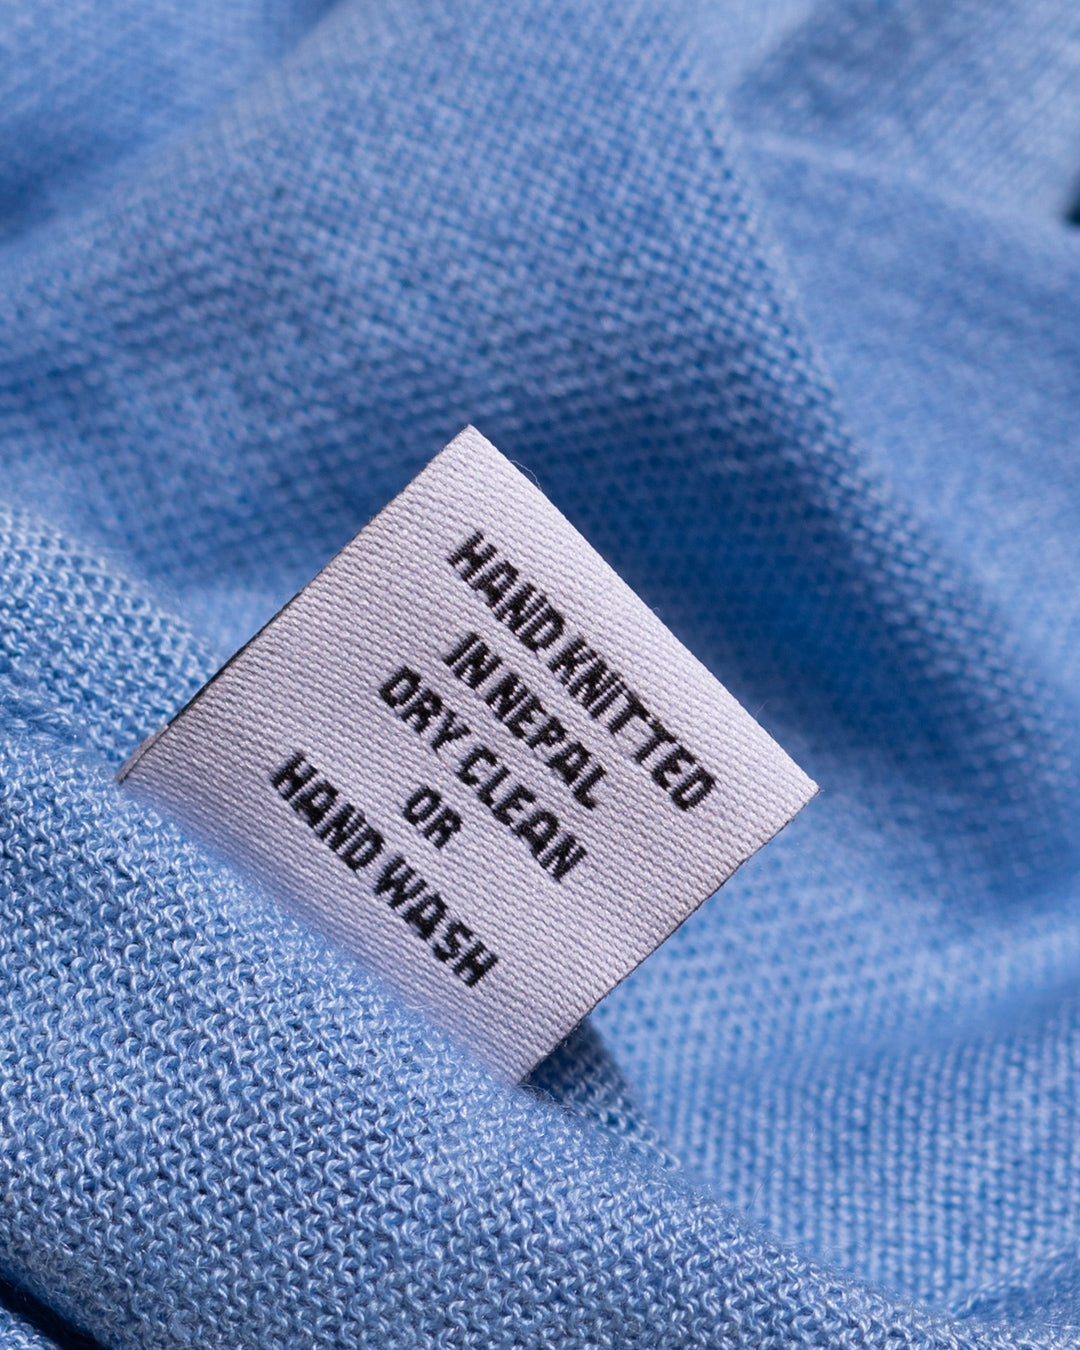 HAND KNITTED
IN NEPAL
DRY CLEAN
OR
HAND WASH